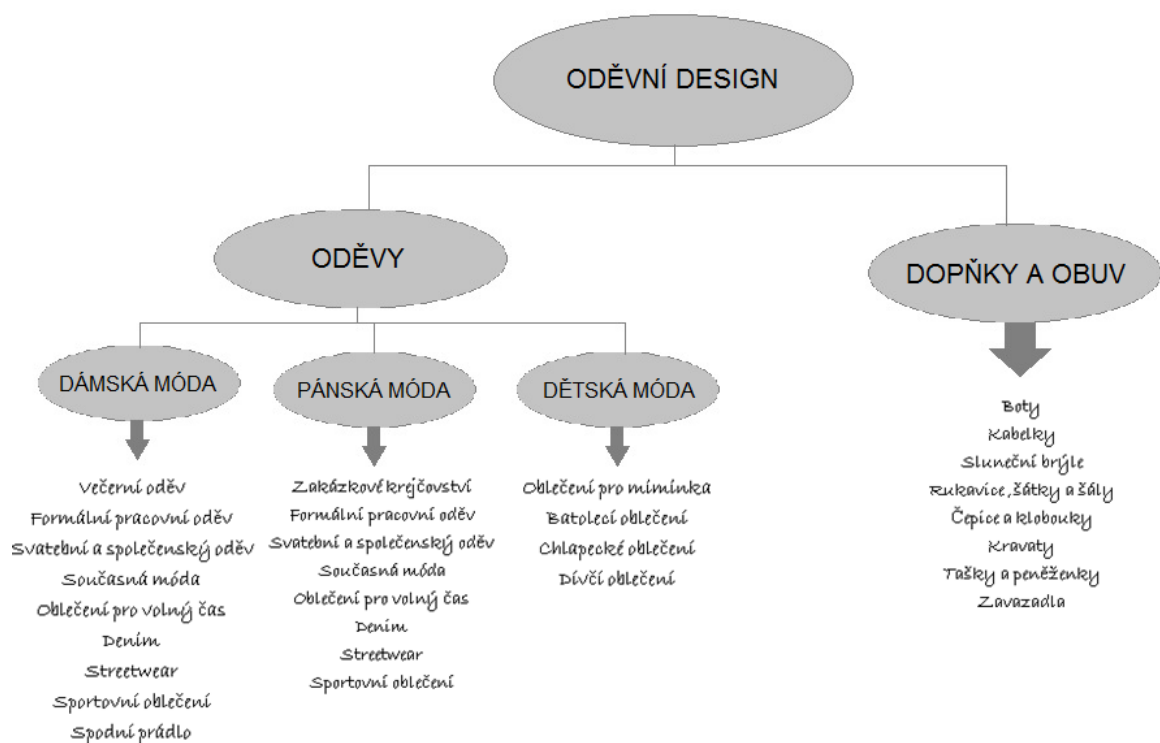 ODĚVNÍ DESIGN
ODĚVY
DOPŇKY A OBUV
DÁMSKÁ MÓDA
PÁNSKÁ MÓDA
DĚTSKÁ MÓDA
Večerní oděv
Formální pracovní oděv
Svatební a společenský oděv
Současná móda
Oblečení pro volný čas
Denim
Streetwear
Sportovní oblečení
Spodní prádlo
Zakázkové krejčovství
Formální pracovní oděv
Svatební a společenský oděv
Současná móda
Oblečení pro volný čas
Denim
Streetwear
Sportovní oblečení
Oblečení pro miminka
Batolecí oblečení
Chlapecké oblečení
Dívčí oblečení
Boty
Kabelky
Sluneční brýle
Rukavice, šátky a šály
Čepice a klobouky
Kravaty
Tašky a peněženky
Zavazadla